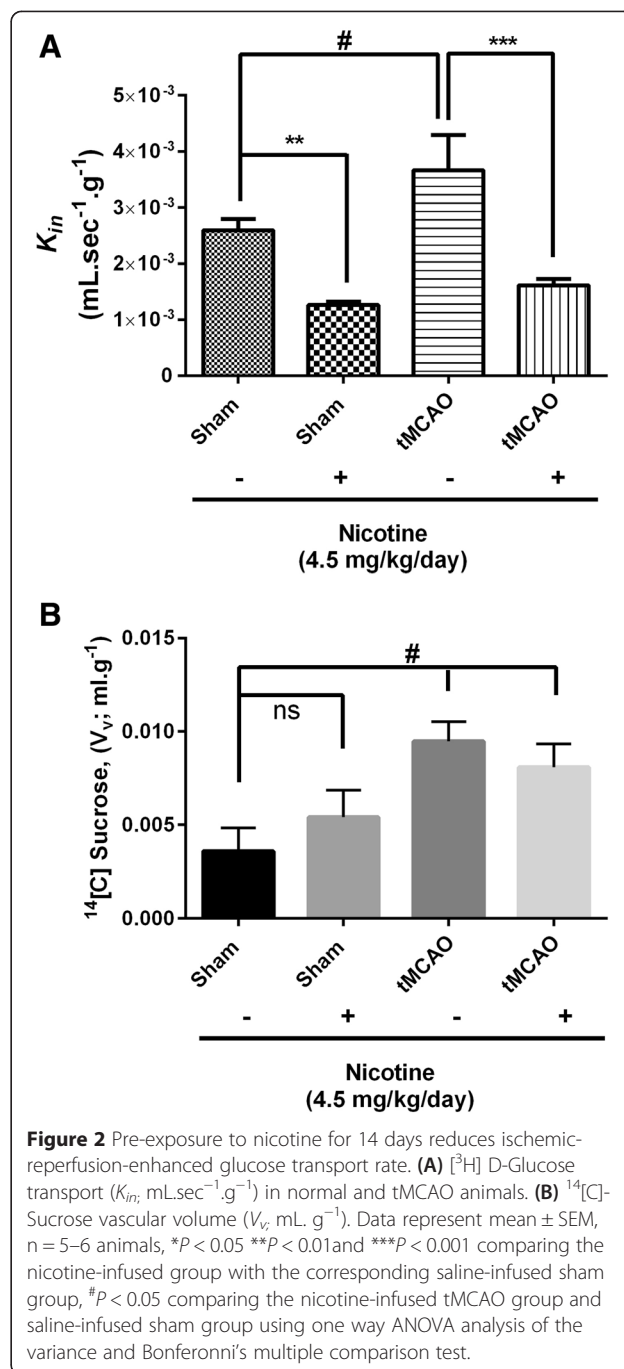 A
#
***
**
5×10⁻³
4×10⁻³
3×10⁻³
2×10⁻³
1×10⁻³
0
K_in
(mL.sec⁻¹.g⁻¹)
Sham Sham tMCAO tMCAO
- + - +
Nicotine
(4.5 mg/kg/day)
B
#
ns
0.015
0.010
0.005
0.000
¹⁴[C] Sucrose, (Vᵥ; ml.g⁻¹)
Sham Sham tMCAO tMCAO
- + - +
Nicotine
(4.5 mg/kg/day)
Figure 2 Pre-exposure to nicotine for 14 days reduces ischemic-
reperfusion-enhanced glucose transport rate. (A) [³H] D-Glucose
transport (K_in; mL.sec⁻¹.g⁻¹) in normal and tMCAO animals. (B) ¹⁴[C]-
Sucrose vascular volume (Vᵥ; mL. g⁻¹). Data represent mean ± SEM,
n = 5–6 animals, *P < 0.05 **P < 0.01and ***P < 0.001 comparing the
nicotine-infused group with the corresponding saline-infused sham
group, #P < 0.05 comparing the nicotine-infused tMCAO group and
saline-infused sham group using one way ANOVA analysis of the
variance and Bonferonni's multiple comparison test.